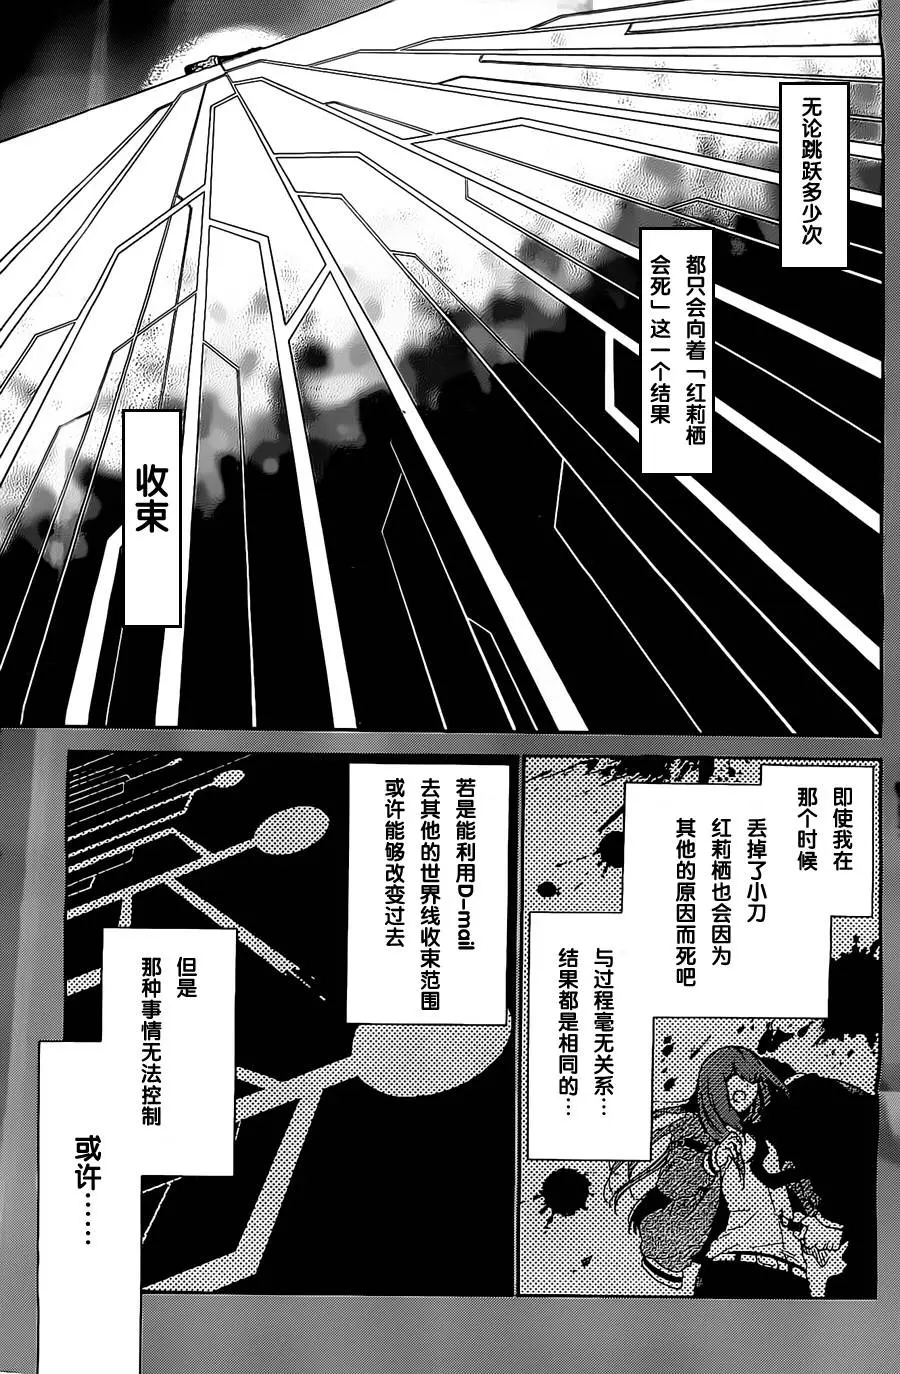 无论跳跃多少次
都只会向着「红莉栖
会死」这一个结果
收束
即使我在
那个时候
丢掉了小刀
红莉栖也会因为
其他的原因而死吧
与过程毫无关系…
结果都是相同的…
若是能利用D-mail
去其他的世界线收束范围
或许能够改变过去
但是
那种事情无法控制
或许……